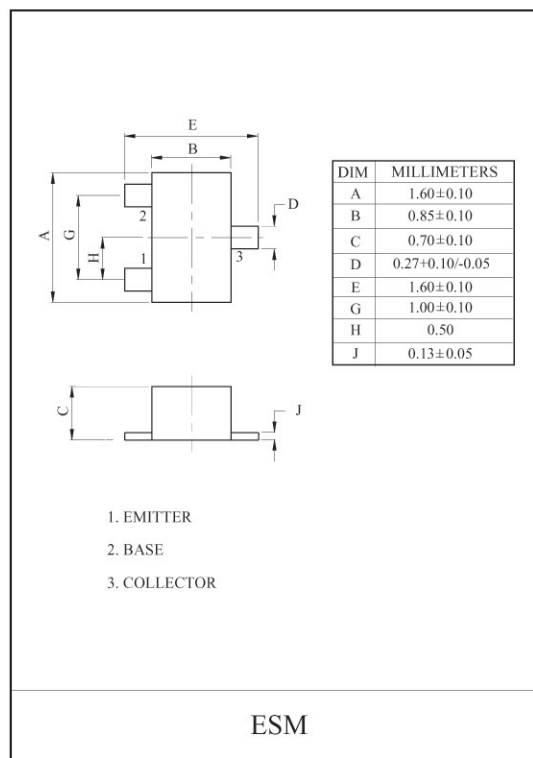 E
B
DIM MILLIMETERS
A 1.60±0.10
B 0.85±0.10
C 0.70±0.10
D 0.27+0.10/-0.05
E 1.60±0.10
G 1.00±0.10
H 0.50
J 0.13±0.05
A
G
H
2
1
D
3
C
J
1. EMITTER
2. BASE
3. COLLECTOR
ESM